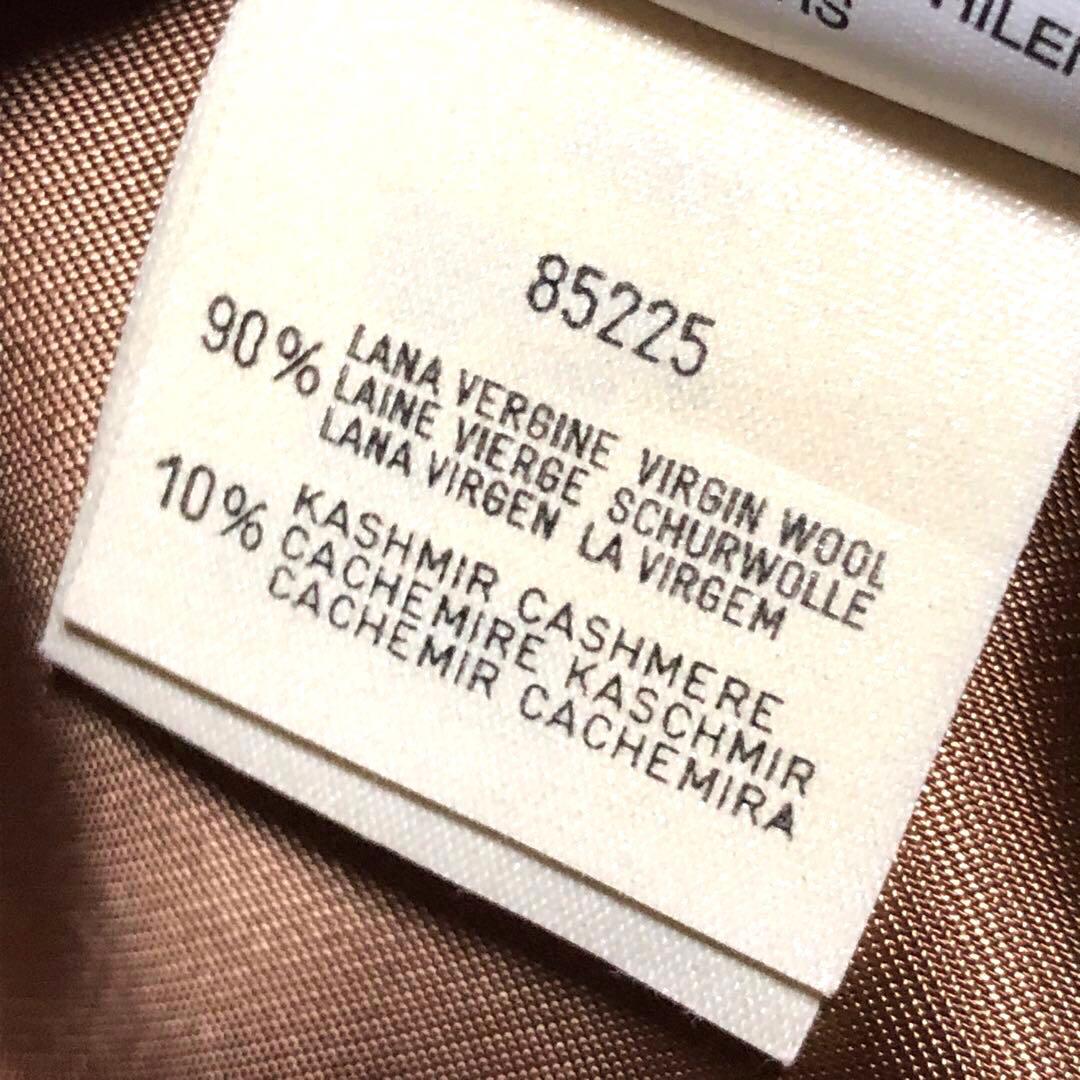 85225
90% LANA VERGINE VIRGIN WOOL
LAINE VIERGE SCHURWOLLE
LANA VIRGEN LA VIRGEM
10% KASHMIR CASHMERE
CACHEMIRE KASCHMIR
CACHEMIR CACHEMIRA